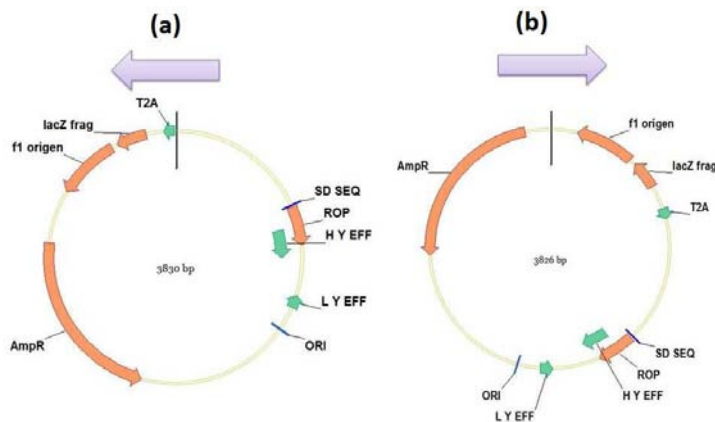 (a)
T2A
lacZ frag
f1 origen
SD SEQ
ROP
H Y EFF
3830 bp
L Y EFF
ORI
AmpR
(b)
f1 origen
AmpR
lacZ frag
T2A
3826 bp
SD SEQ
ROP
ORI
H Y EFF
L Y EFF